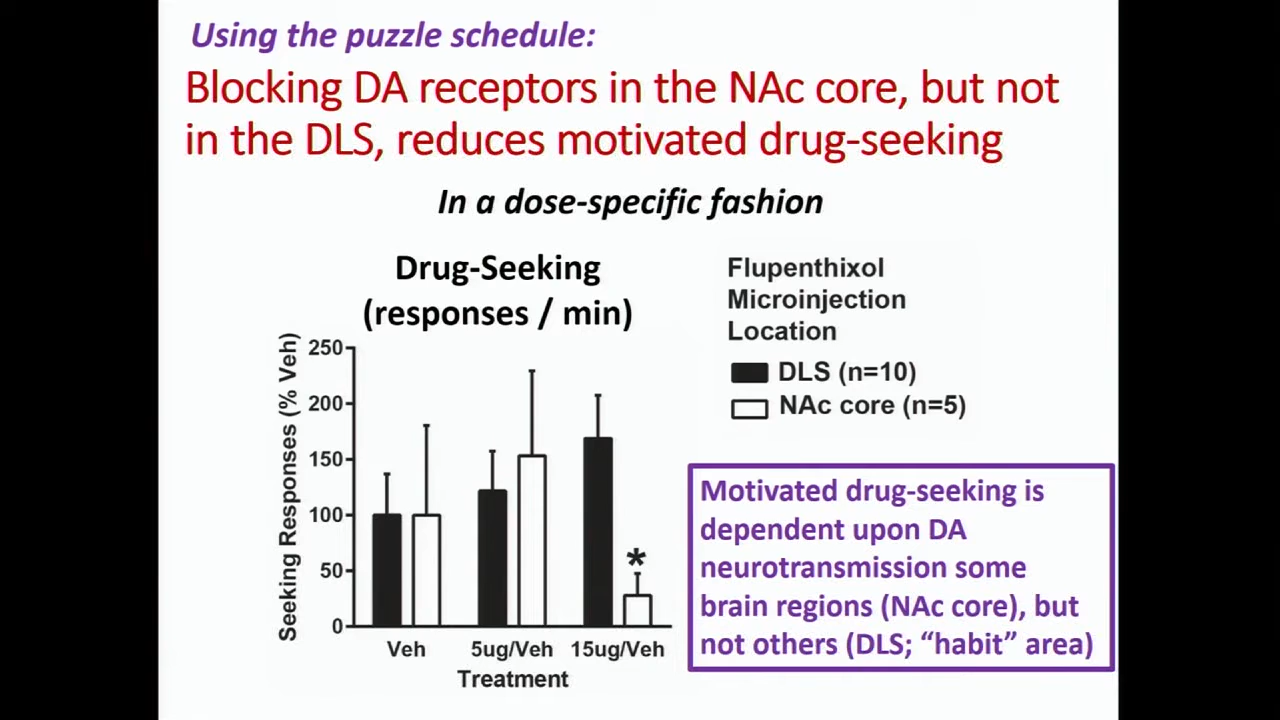 Using the puzzle schedule:
Blocking DA receptors in the NAc core, but not
in the DLS, reduces motivated drug-seeking
In a dose-specific fashion
Drug-Seeking
(responses / min)
Seeking Responses (% Veh)
250
200
150
100
50
0
*
Veh
5ug/Veh
15ug/Veh
Treatment
Flupenthixol
Microinjection
Location
DLS (n=10)
NAc core (n=5)
Motivated drug-seeking is
dependent upon DA
neurotransmission some
brain regions (NAc core), but
not others (DLS; “habit” area)